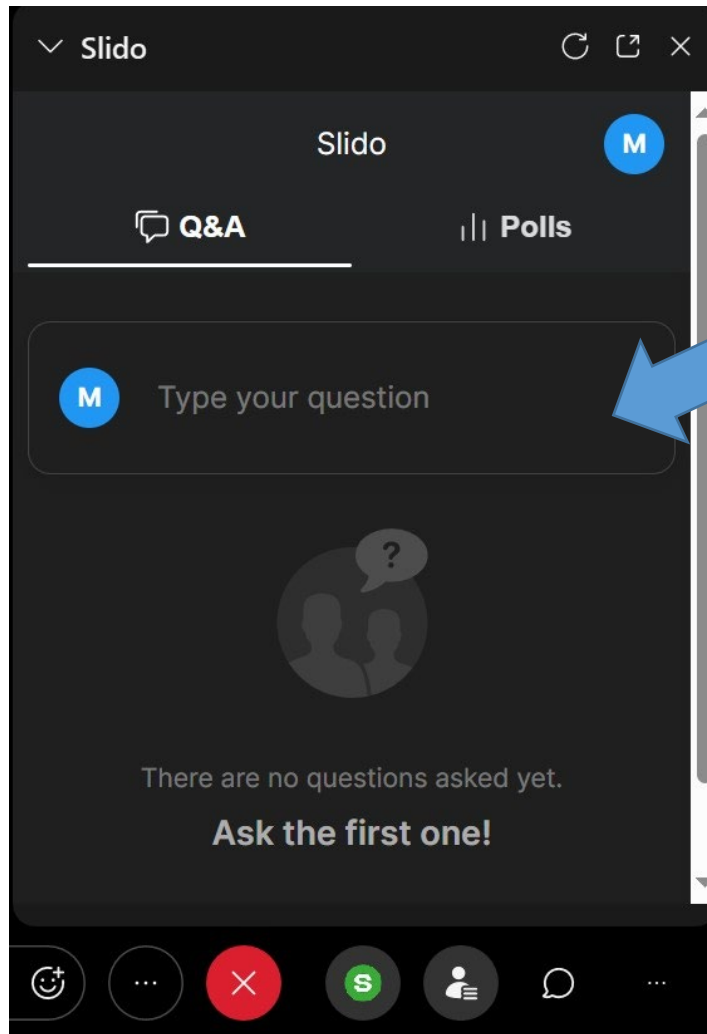 Slido
Slido
M
Q&A
Polls
M
Type your question
?
There are no questions asked yet.
Ask the first one!
S